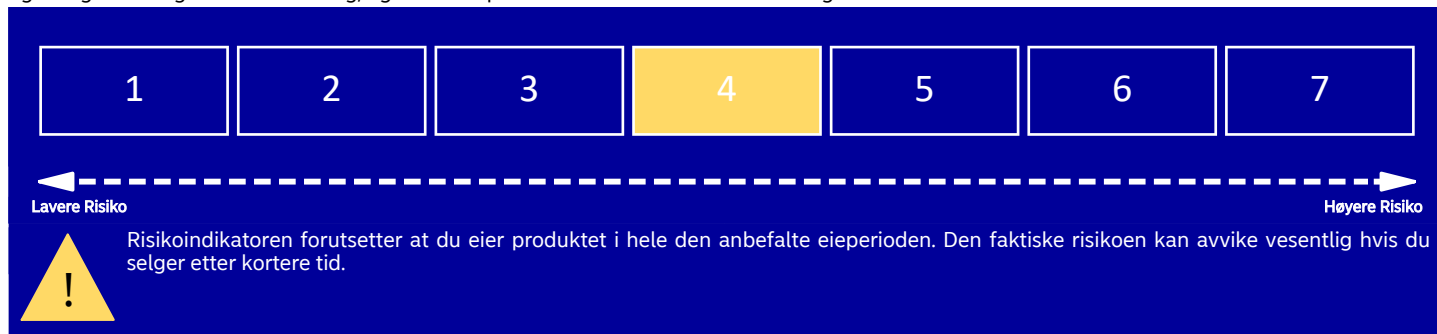 1 2 3 4 5 6 7
Lavere Risiko Høyere Risiko
Risikoindikatoren forutsetter at du eier produktet i hele den anbefalte eieperioden. Den faktiske risikoen kan avvike vesentlig hvis du
selger etter kortere tid.
!